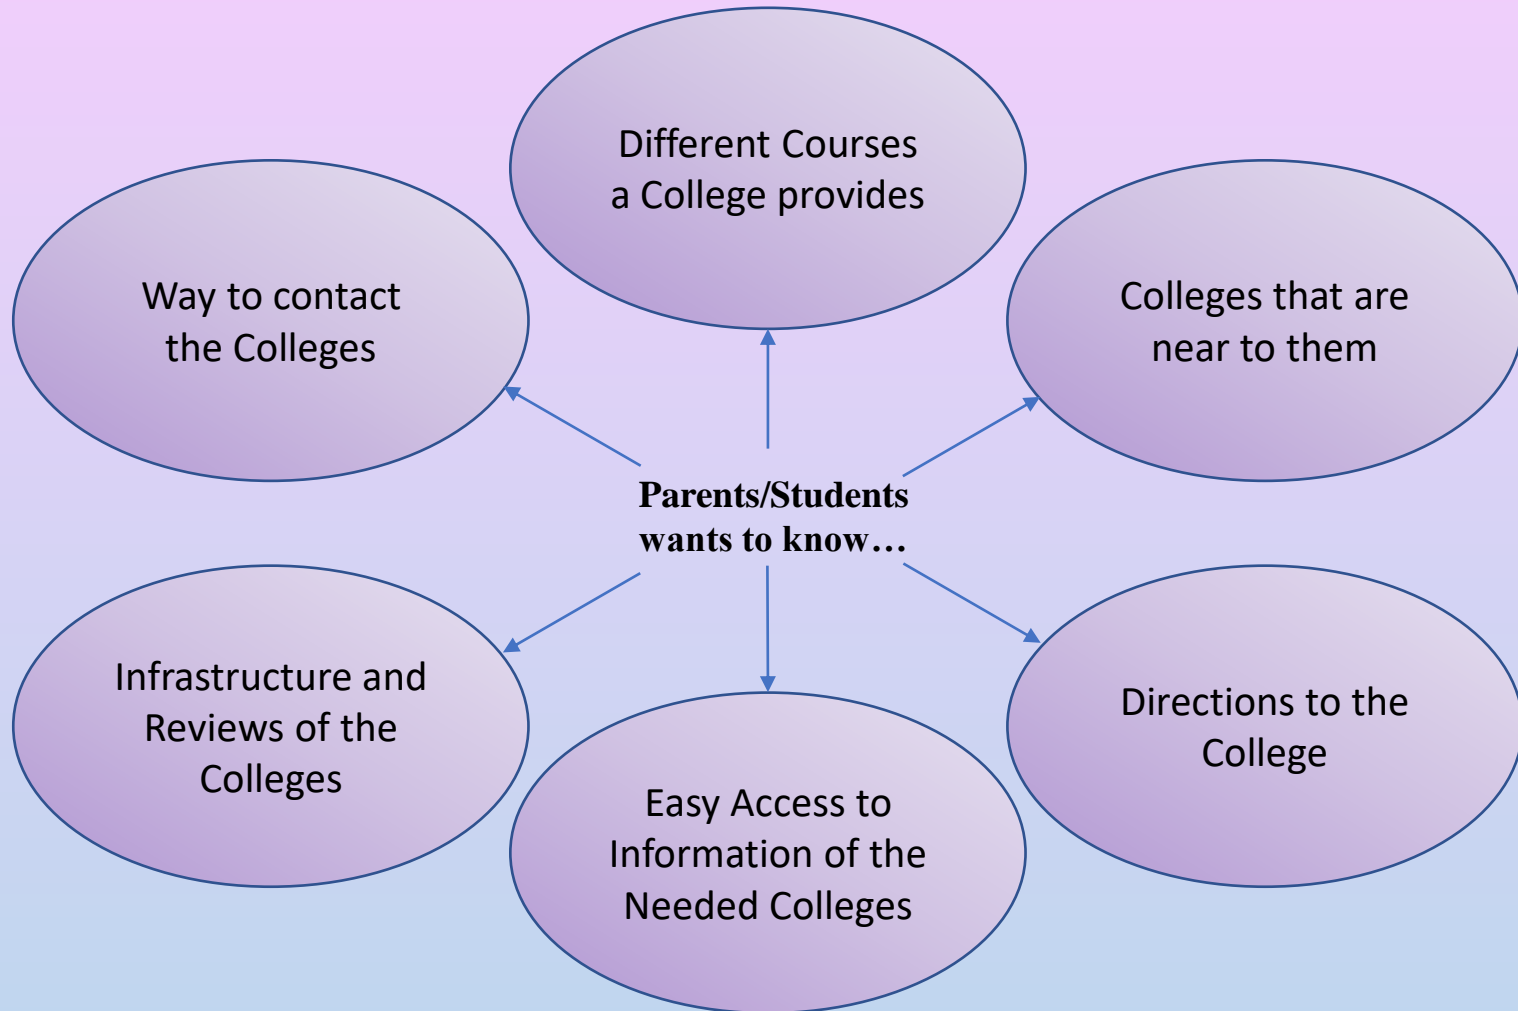 Different Courses
a College provides
Way to contact
the Colleges
Colleges that are
near to them
Parents/Students
wants to know…
Infrastructure and
Reviews of the
Colleges
Directions to the
College
Easy Access to
Information of the
Needed Colleges